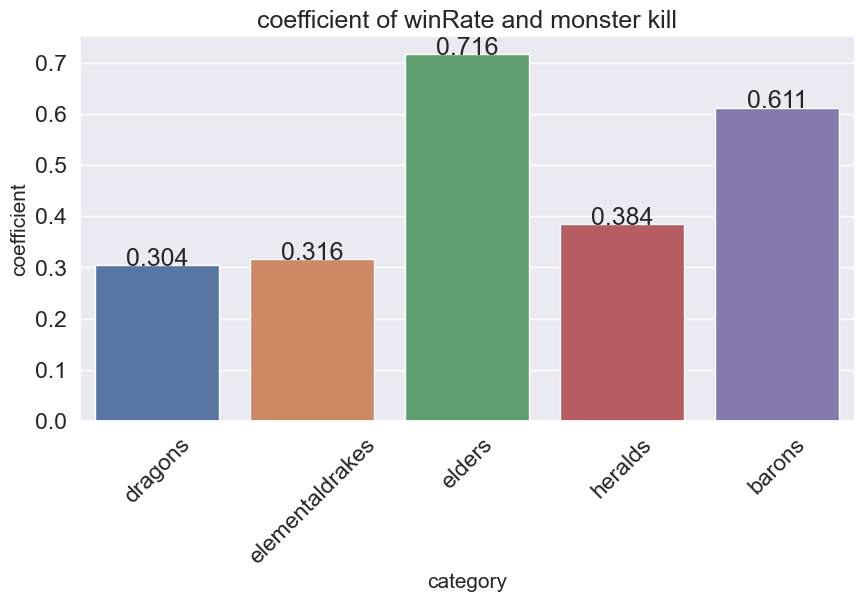 coefficient of winRate and monster kill
0.716
0.611
0.384
0.316
0.304
0.7
0.6
0.5
0.4
0.3
0.2
0.1
0.0
coefficient
dragons
elementaldrakes
elders
heralds
barons
category